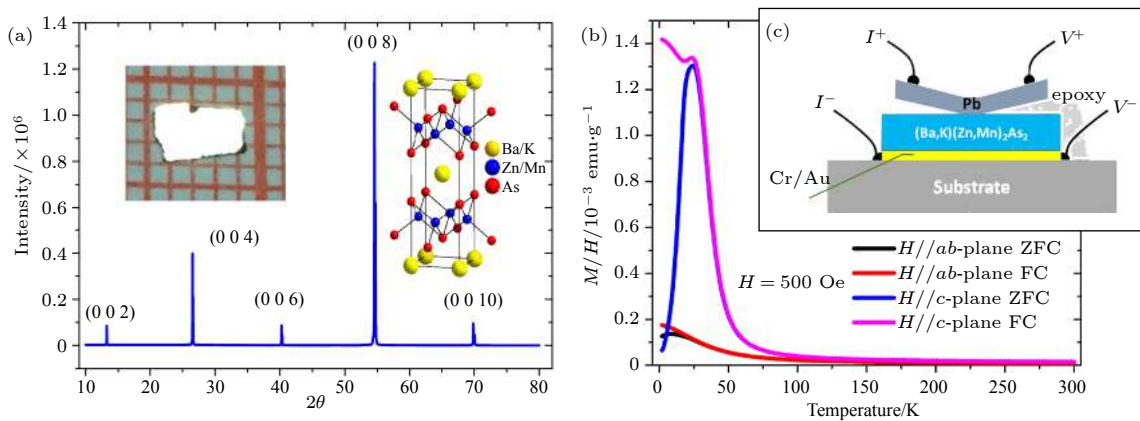 (a)
(0 0 8)
1.2
1.0
0.8
0.6
0.4
0.2
0
Intensity/×10⁶
(0 0 2)
(0 0 4)
(0 0 6)
(0 0 10)
Ba/K
Zn/Mn
As
10 20 30 40 50 60 70 80
2θ
(b)
1.4
1.2
1.0
0.8
0.6
0.4
0.2
0
M/H/10⁻³ emu g⁻¹
H = 500 Oe
H//ab-plane ZFC
H//ab-plane FC
H//c-plane ZFC
H//c-plane FC
0 50 100 150 200 250 300
Temperature/K
(c)
I⁺
V⁺
I⁻
V⁻
Pb
epoxy
(Ba,K)(Zn,Mn)₂As₂
Cr/Au
Substrate